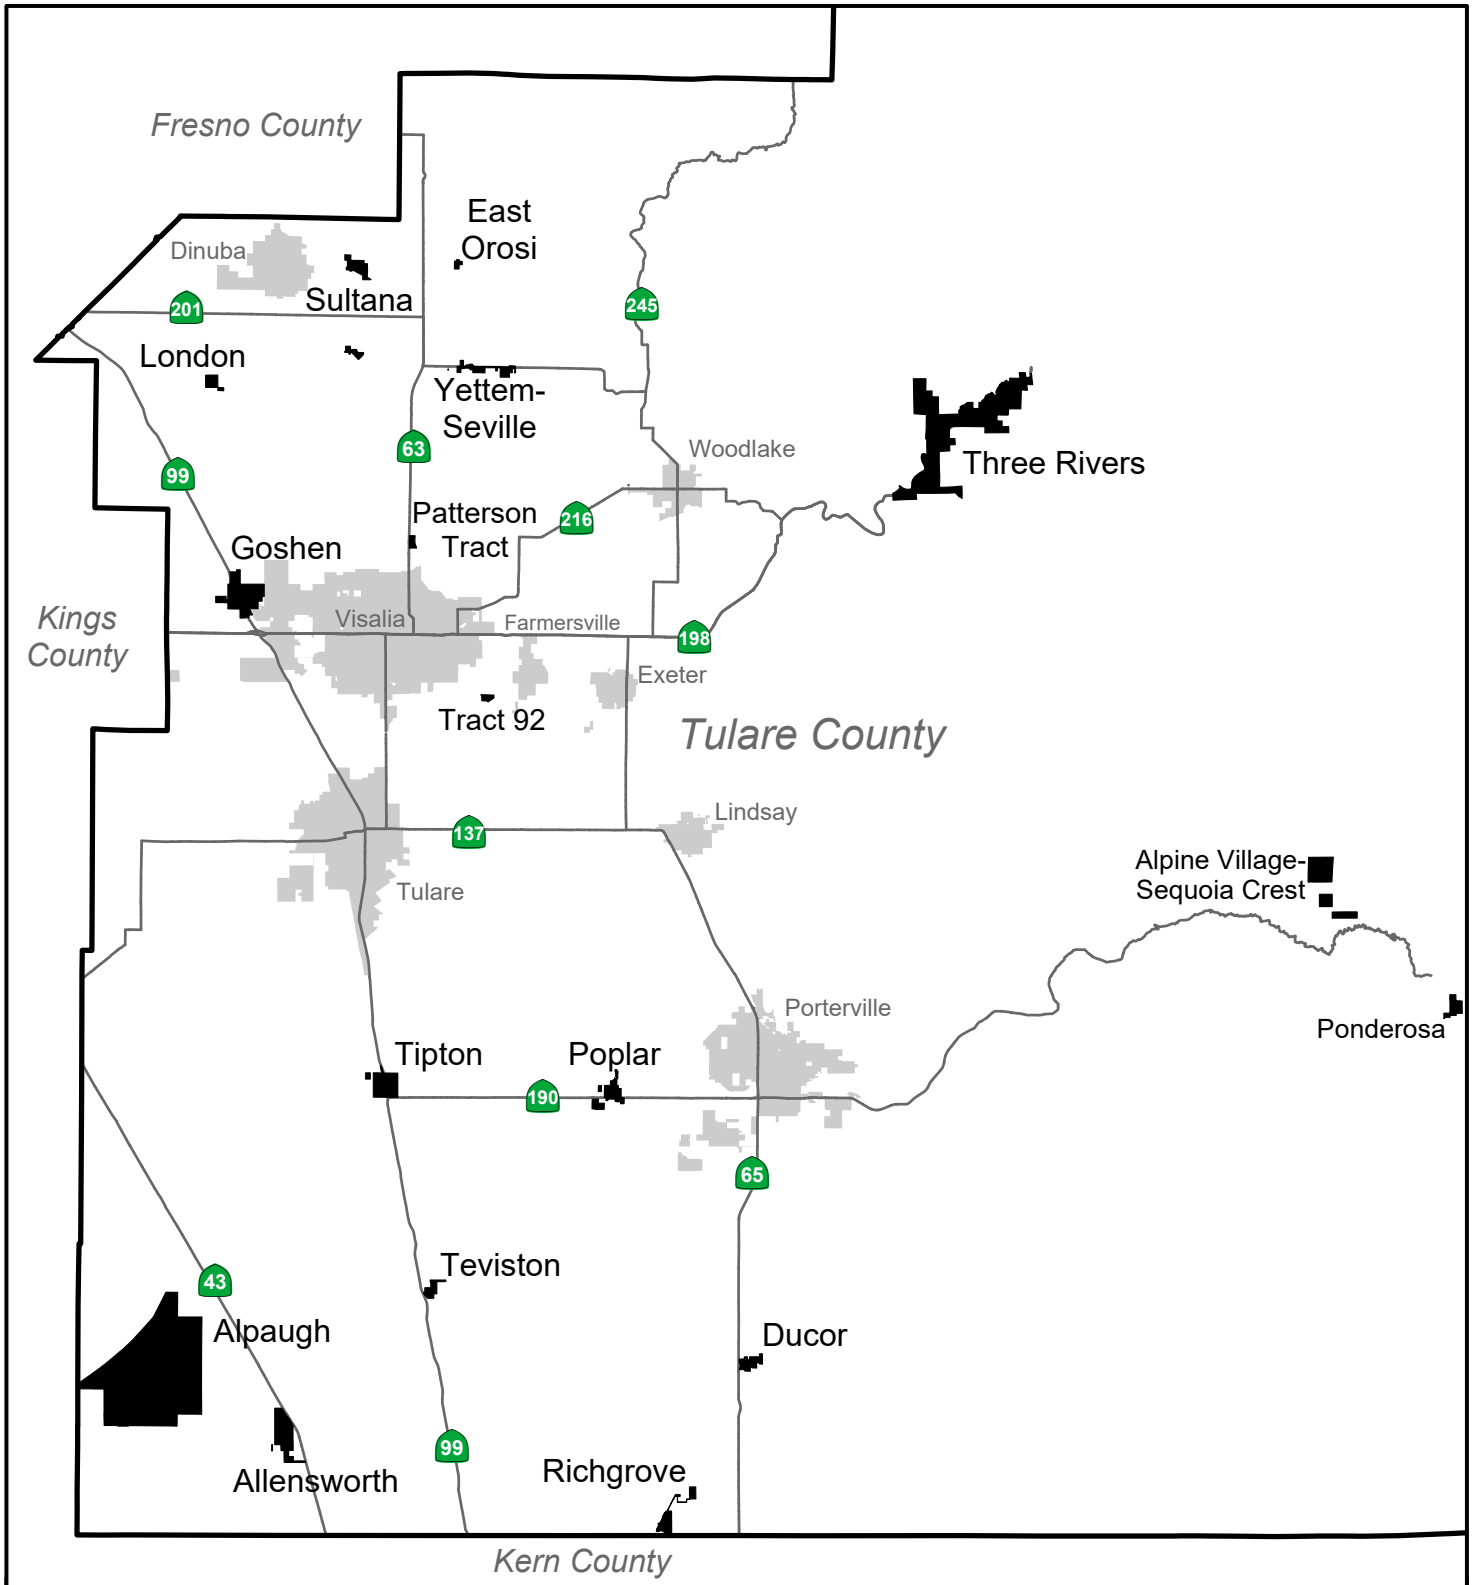 Fresno County
East
Orosi
Dinuba
Sultana
201
245
London
Yettem-
Seville
63
Woodlake
99
Three Rivers
Patterson
Tract
216
Goshen
Kings
County
Visalia
Farmersville
198
Exeter
Tract 92
Tulare County
Lindsay
137
Tulare
Alpine Village-
Sequoia Crest
Porterville
Ponderosa
Tipton
Poplar
190
65
Teviston
43
Alpaugh
Ducor
99
Allensworth
Richgrove
Kern County